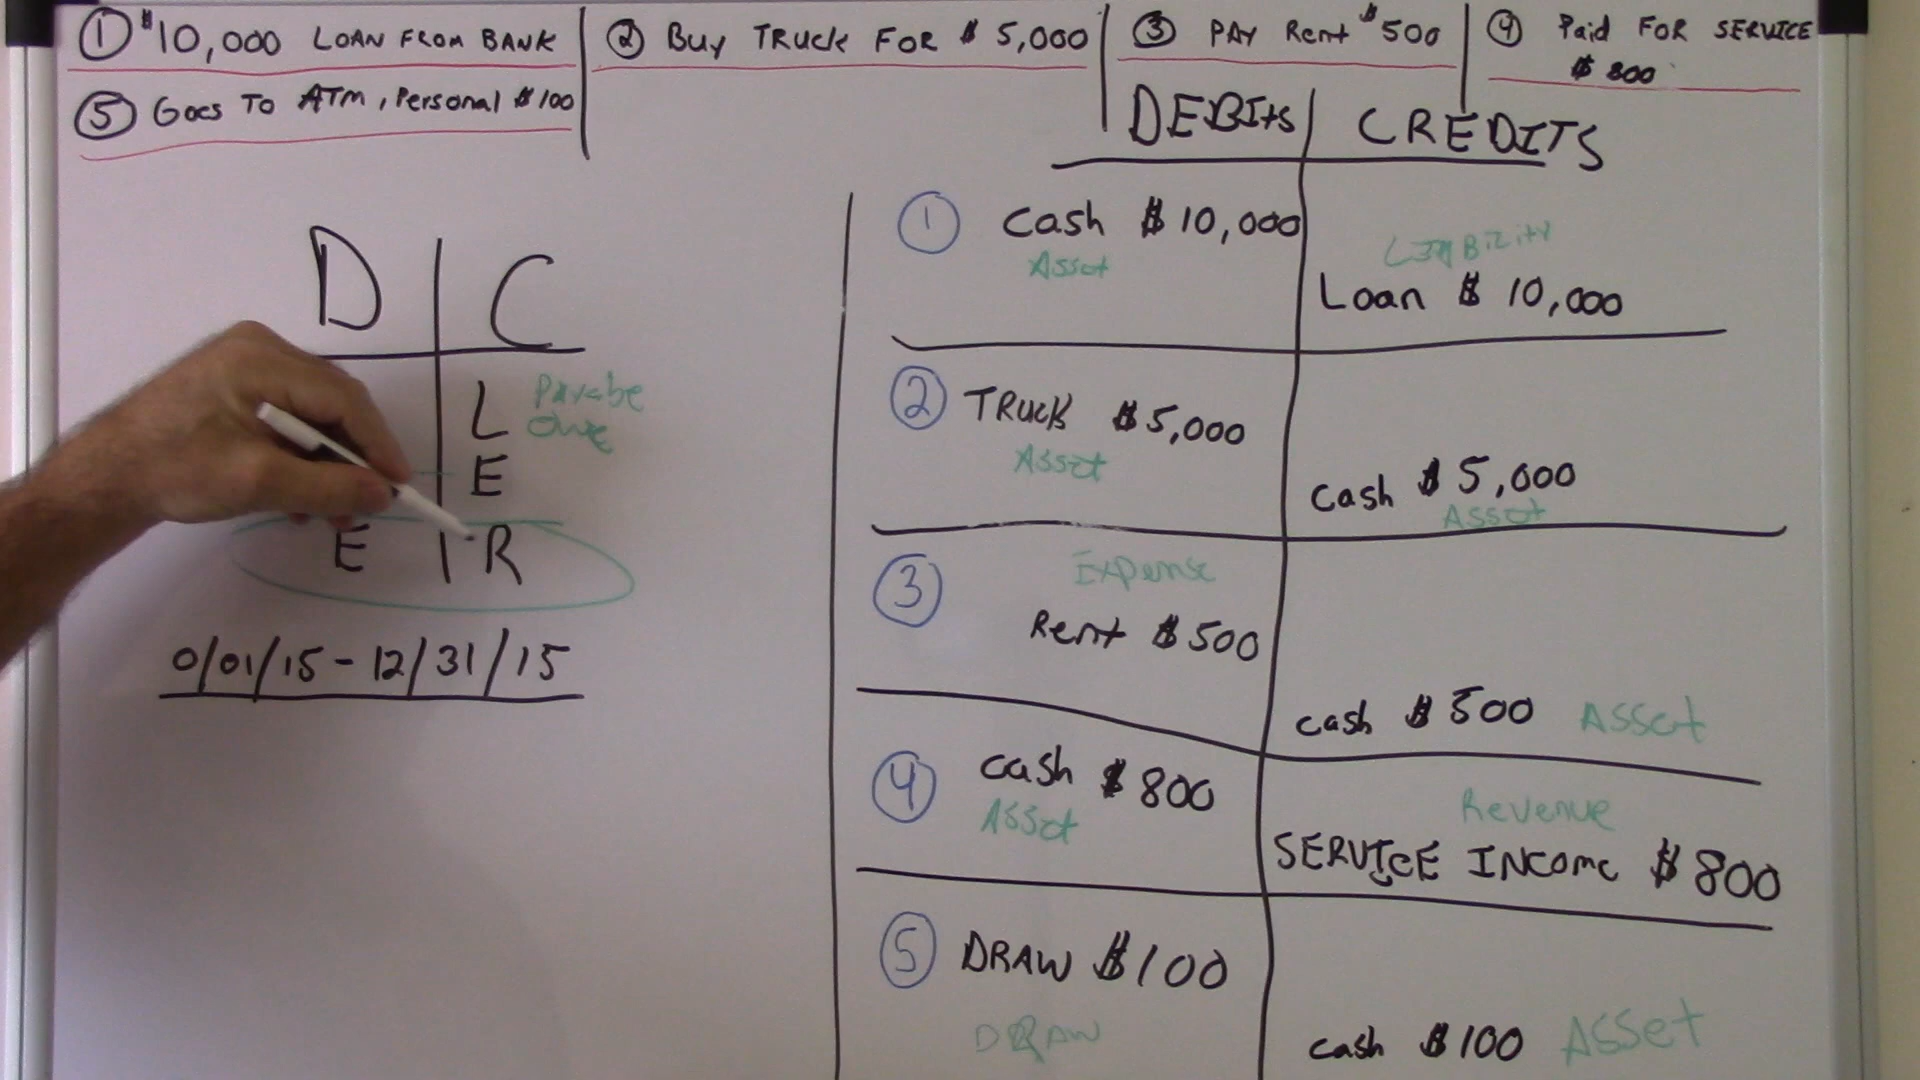 ① $10,000 LOAN FROM BANK
② Buy TRUCK FOR $ 5,000
③ PAY Rent $500
④ Paid FOR SERVICE
$ 800
⑤ Goes To ATM, Personal $100
DEBITS CREDITS
① Cash $ 10,000
Asset
LIABILITY
Loan $ 10,000
② TRUCK $5,000
Asset
Cash $ 5,000
Asset
③ Expense
Rent $500
cash $ 500 Asset
④ cash $ 800
Asset
Revenue
SERVICE INCOME $ 800
⑤ DRAW $100
DRAW
cash $100 Asset
D C
L
owe
E
E R
0/01/15 - 12/31/15